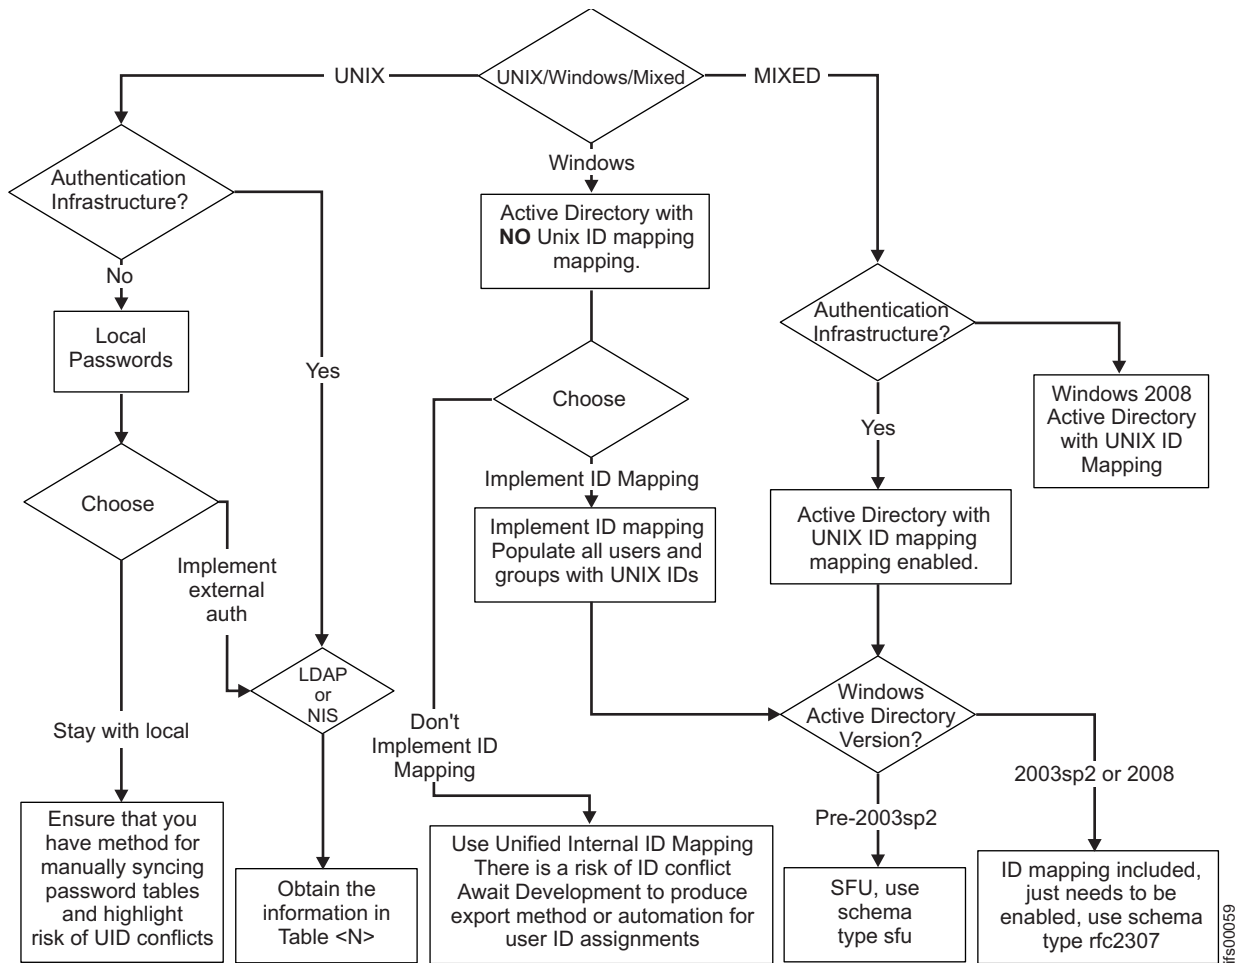 UNIX
UNIX/Windows/Mixed
MIXED
Windows
Authentication
Infrastructure?
Active Directory with
NO Unix ID mapping
mapping.
No
Local
Passwords
Yes
Authentication
Infrastructure?
Choose
Windows 2008
Active Directory
with UNIX ID
Mapping
Yes
Implement ID Mapping
Choose
Implement ID mapping
Populate all users and
groups with UNIX IDs
Active Directory with
UNIX ID mapping
mapping enabled.
Implement
external
auth
LDAP
or
NIS
Windows
Active Directory
Version?
Stay with local
Don't
Implement ID
Mapping
2003sp2 or 2008
Pre-2003sp2
Ensure that you
have method for
manually syncing
password tables
and highlight
risk of UID conflicts
Obtain the
information in
Table <N>
Use Unified Internal ID Mapping
There is a risk of ID conflict
Await Development to produce
export method or automation for
user ID assignments
SFU, use
schema
type sfu
ID mapping included,
just needs to be
enabled, use schema
type rfc2307
ifs00059